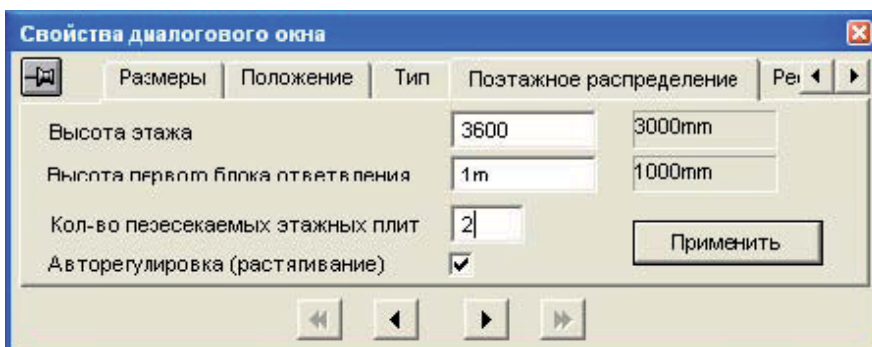 Свойства диалогового окна
Размеры Положение Тип Поэтажное распределение Рег
Высота этажа 3600 3000mm
Высота первого блока ответвления 1m 1000mm
Кол-во пересекаемых этажных плит 2
Применить
Авторегулировка (растягивание)